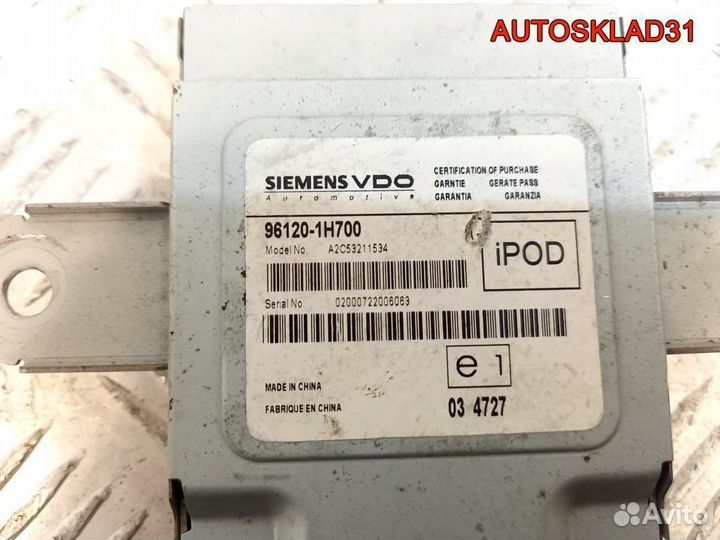 AUTOSKLAD31
SIEMENS VDO
Automotive
CERTIFICATION OF PURCHASE
GARNTIE GERATE PASS
GARANTIA GARANZIA
96120-1H700
Model No. A2C53211534
iPOD
Serial No. 02000722006063
e1
MADE IN CHINA
FABRIQUE EN CHINA
03 4727
Avito